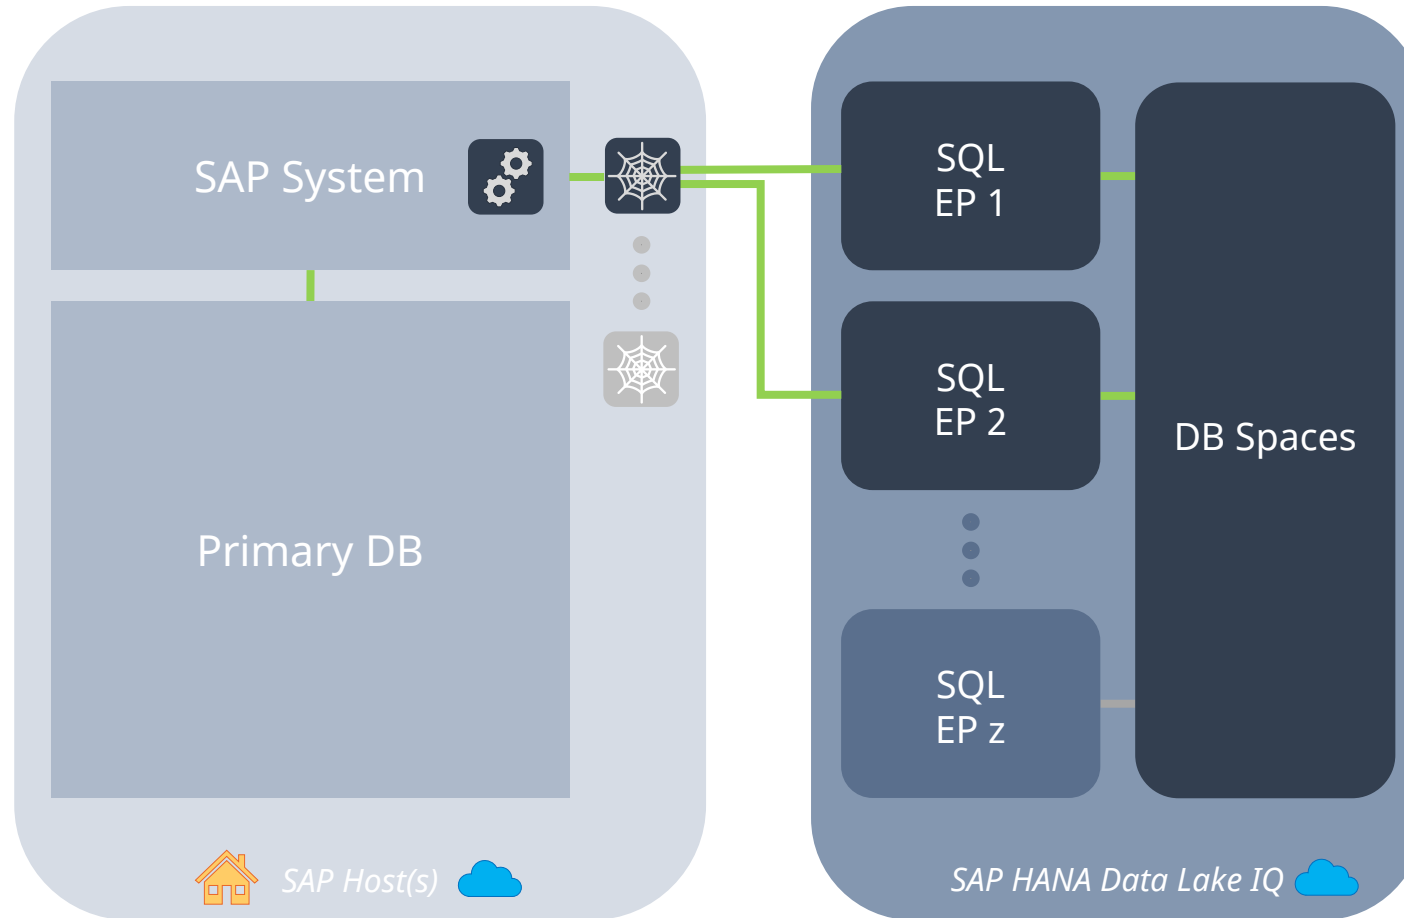 SAP System
Primary DB
SAP Host(s)
SQL
EP 1
SQL
EP 2
SQL
EP z
DB Spaces
SAP HANA Data Lake IQ